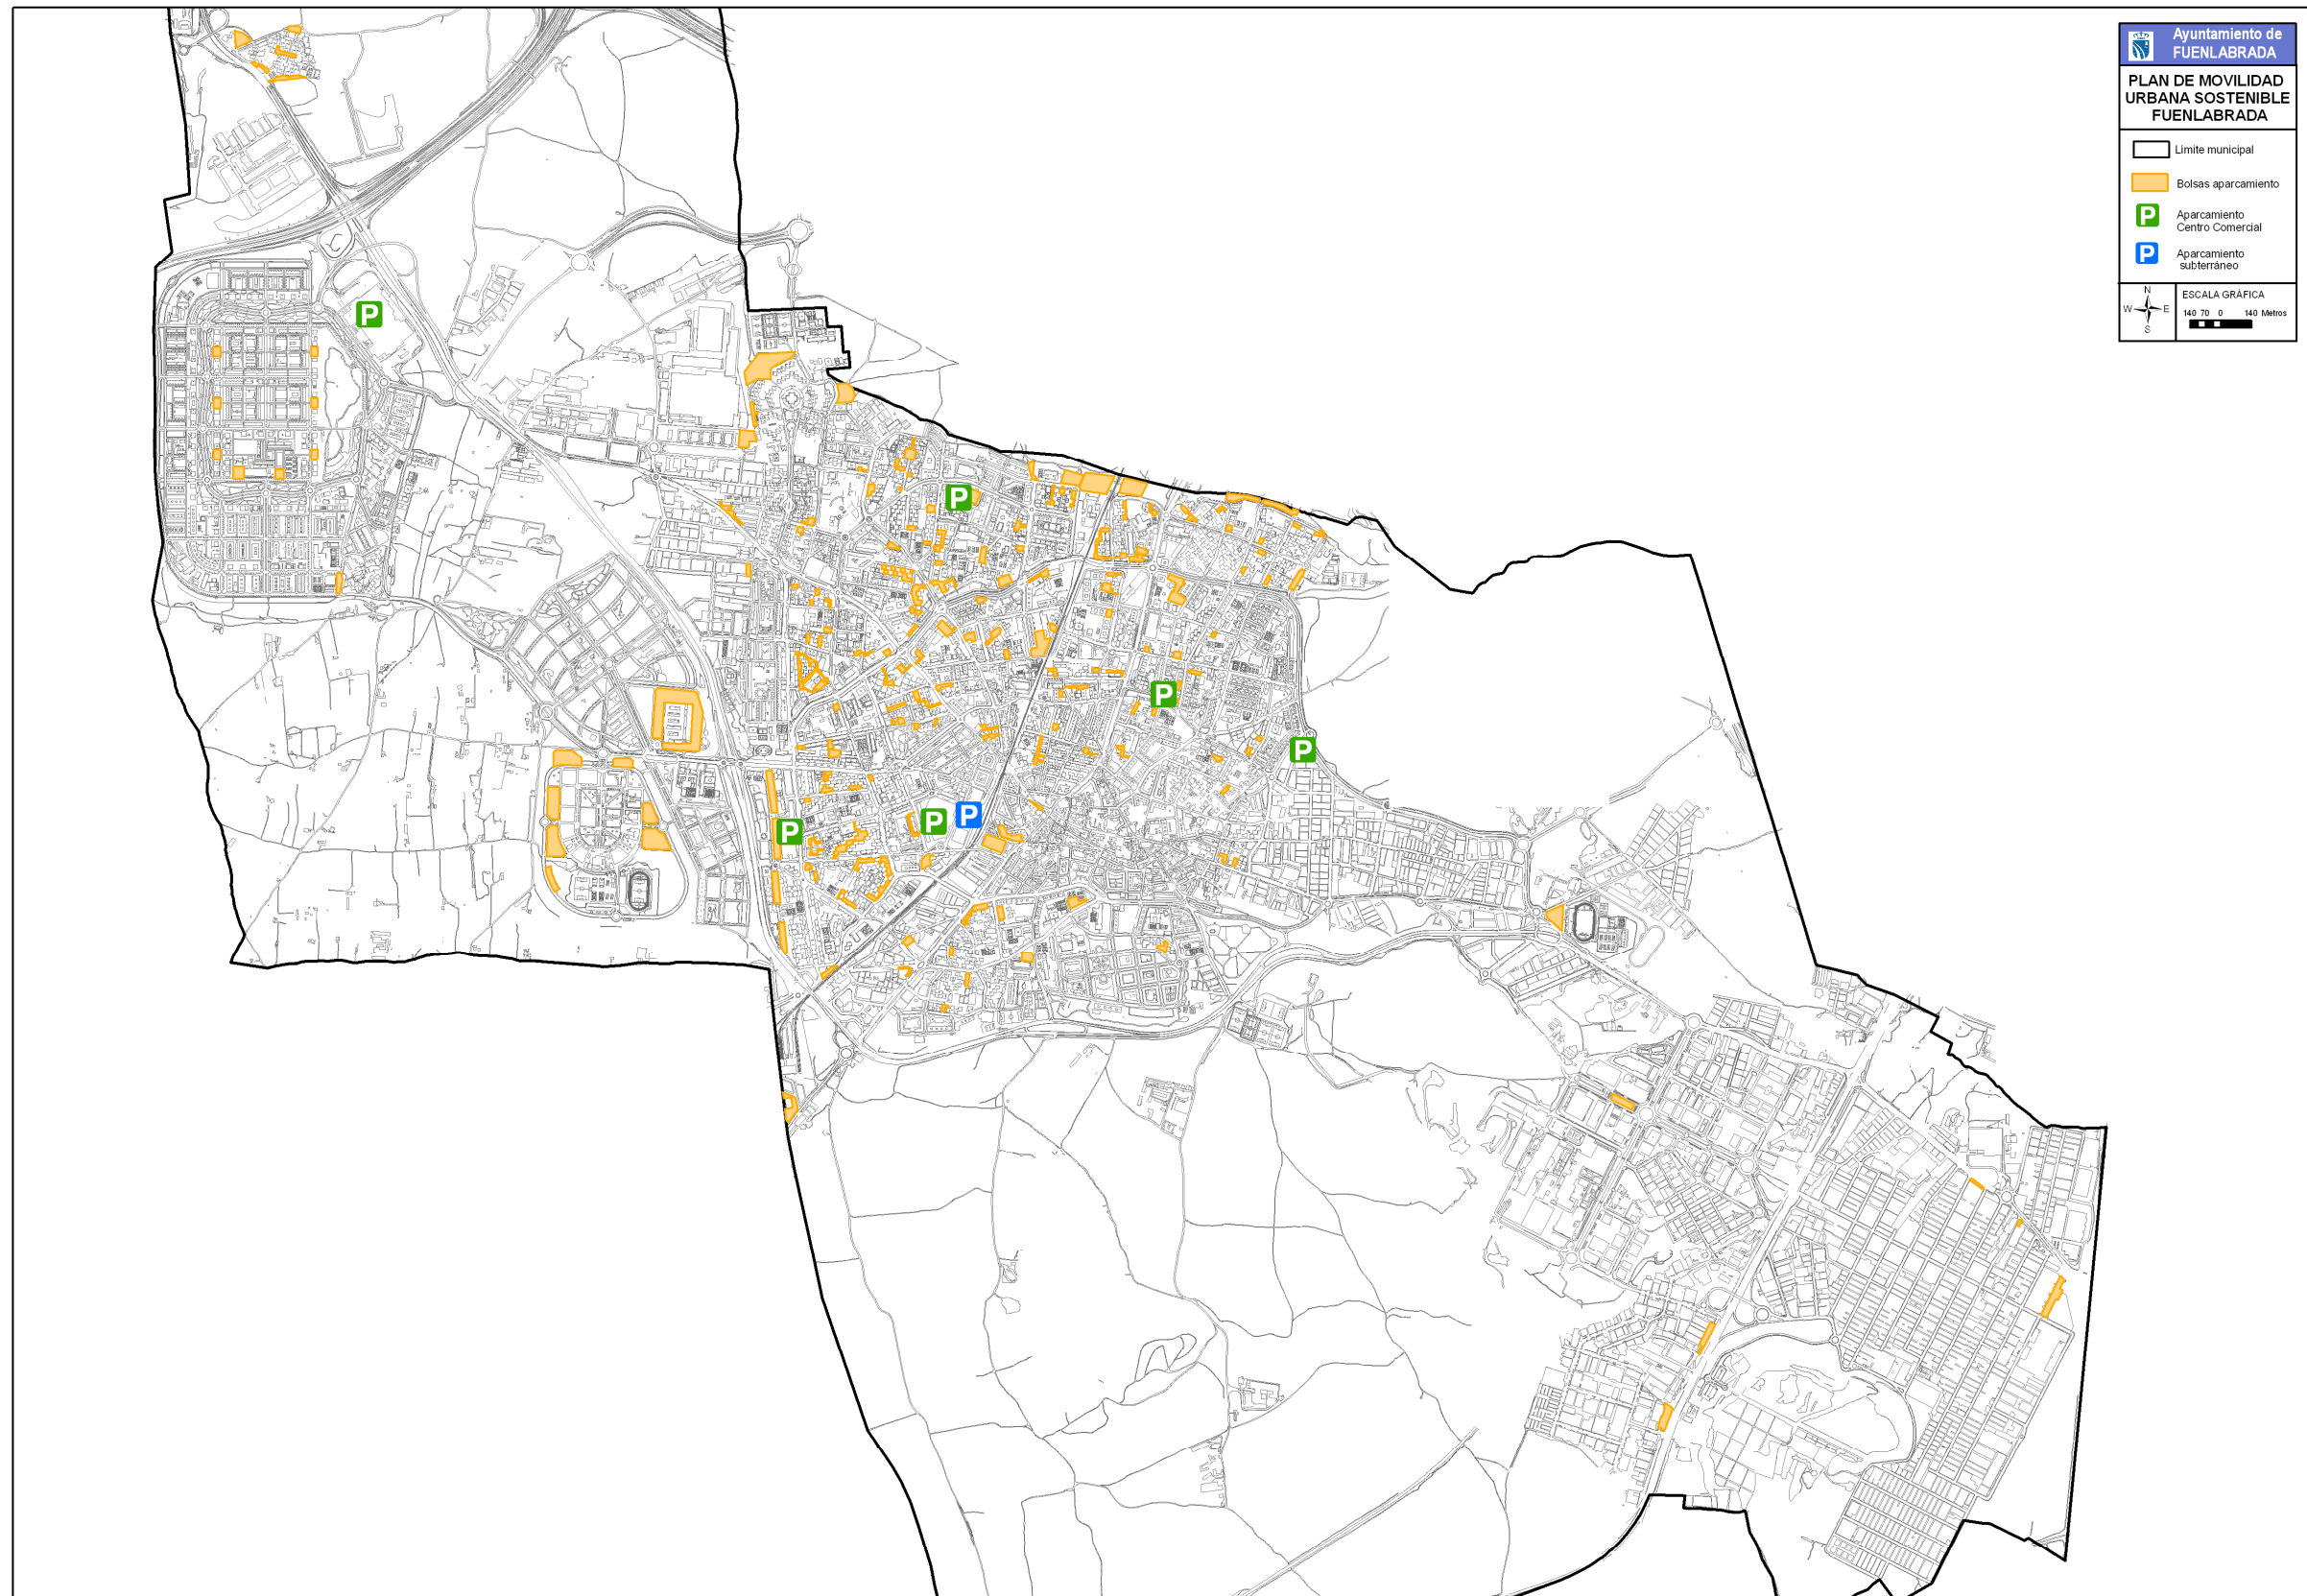 Ayuntamiento de
FUENLABRADA
PLAN DE MOVILIDAD
URBANA SOSTENIBLE
FUENLABRADA
Limite municipal
Bolsas aparcamiento
P
Aparcamiento
Centro Comercial
P
Aparcamiento
subterráneo
N
W E
S
ESCALA GRÁFICA
140 70 0 140 Metros
P
P
P
P
P
P
P